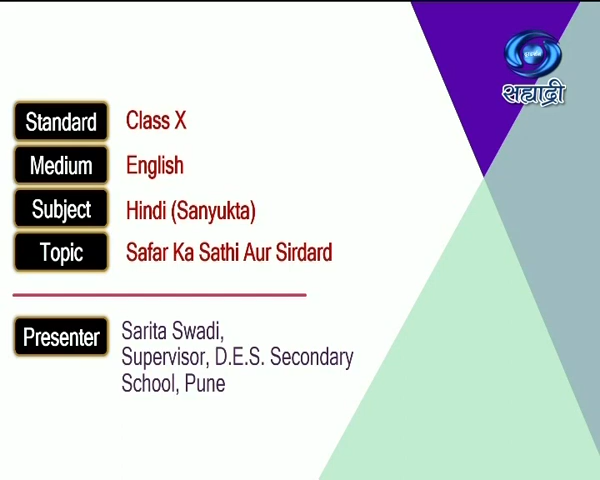 सह्याद्री
Standard Class X
Medium English
Subject Hindi (Sanyukta)
Topic Safar Ka Sathi Aur Sirdard
Presenter Sarita Swadi,
Supervisor, D.E.S. Secondary
School, Pune